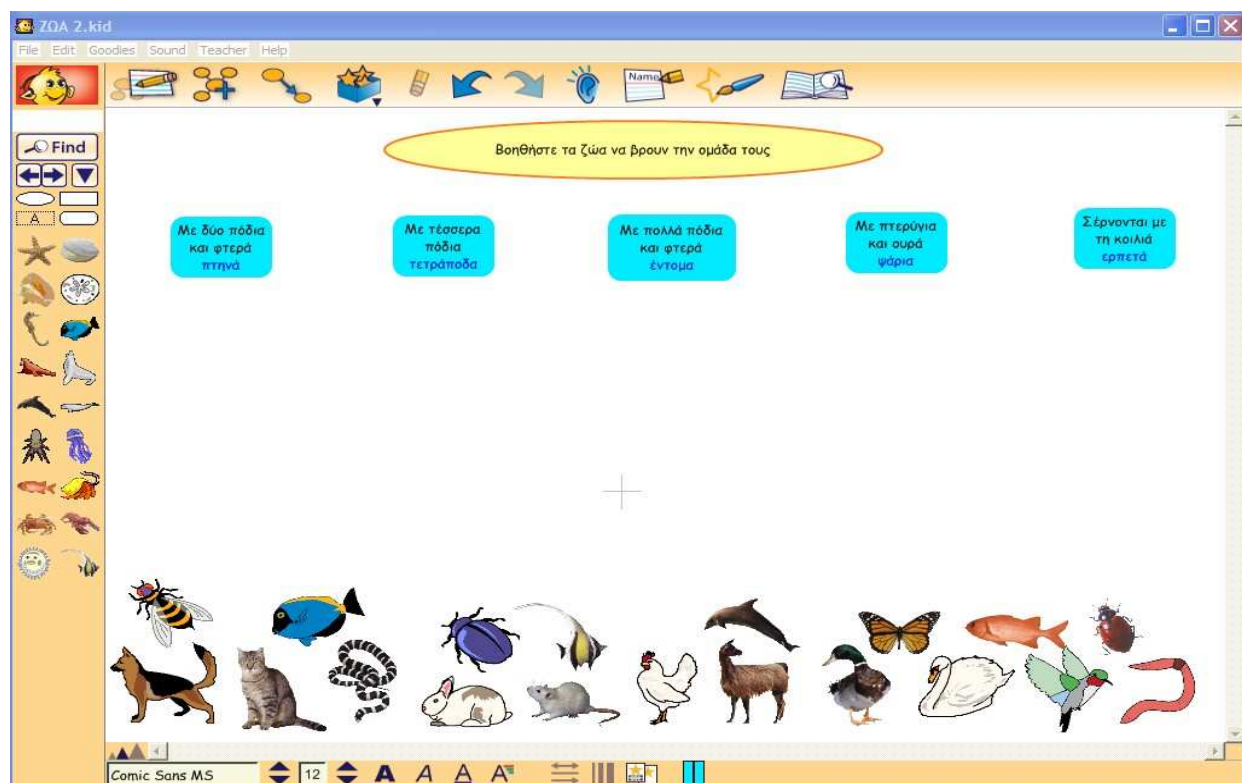 ΖΩΑ 2.kid
File Edit Goodies Sound Teacher Help
Name
Find
A
Βοηθήστε τα ζώα να βρουν την ομάδα τους
Με δύο πόδια
και φτερά
πτηνά
Με τέσσερα
πόδια
τετράποδα
Με πολλά πόδια
και φτερά
έντομα
Με πτερύγια
και ουρά
ψάρια
Σέρνονται με
τη κοιλιά
ερπετά
Comic Sans MS 12 A A A A